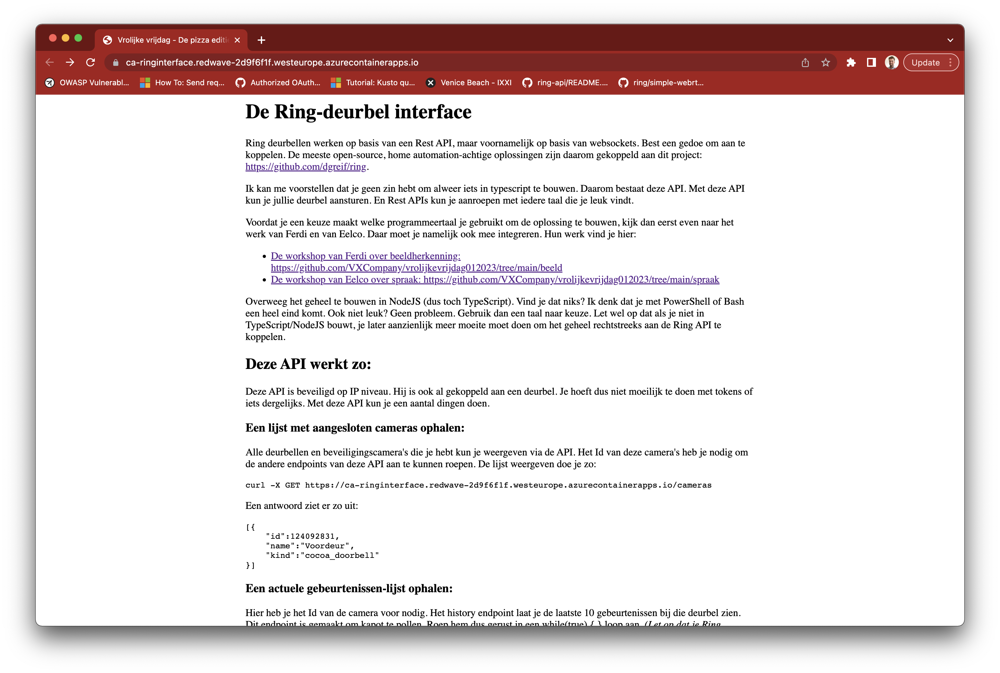 Vrolijke vrijdag - De pizza editi
ca-ringinterface.redwave-2d9f6f1f.westeurope.azurecontainerapps.io
Update
OWASP Vulnerabl...
How To: Send req...
Authorized OAuth...
Tutorial: Kusto qu...
Venice Beach - IXXI
ring-api/README....
ring/simple-webrt...
De Ring-deurbel interface
Ring deurbellen werken op basis van een Rest API, maar voornamelijk op basis van websockets. Best een gedoe om aan te
koppelen. De meeste open-source, home automation-achtige oplossingen zijn daarom gekoppeld aan dit project:
https://github.com/dgreif/ring.
Ik kan me voorstellen dat je geen zin hebt om alweer iets in typescript te bouwen. Daarom bestaat deze API. Met deze API
kun je jullie deurbel aansturen. En Rest APIs kun je aanroepen met iedere taal die je leuk vindt.
Voordat je een keuze maakt welke programmeertaal je gebruikt om de oplossing te bouwen, kijk dan eerst even naar het
werk van Ferdi en van Eelco. Daar moet je namelijk ook mee integreren. Hun werk vind je hier:
• De workshop van Ferdi over beeldherkenning:
https://github.com/VXCompany/vrolijkevrijdag012023/tree/main/beeld
• De workshop van Eelco over spraak: https://github.com/VXCompany/vrolijkevrijdag012023/tree/main/spraak
Overweeg het geheel te bouwen in NodeJS (dus toch TypeScript). Vind je dat niks? Ik denk dat je met PowerShell of Bash
een heel eind komt. Ook niet leuk? Geen probleem. Gebruik dan een taal naar keuze. Let wel op dat als je niet in
TypeScript/NodeJS bouwt, je later aanzienlijk meer moeite moet doen om het geheel rechtstreeks aan de Ring API te
koppelen.
Deze API werkt zo:
Deze API is beveiligd op IP niveau. Hij is ook al gekoppeld aan een deurbel. Je hoeft dus niet moeilijk te doen met tokens of
iets dergelijks. Met deze API kun je een aantal dingen doen.
Een lijst met aangesloten cameras ophalen:
Alle deurbellen en beveiligingscamera's die je hebt kun je weergeven via de API. Het Id van deze camera's heb je nodig om
de andere endpoints van deze API aan te kunnen roepen. De lijst weergeven doe je zo:
curl -X GET https://ca-ringinterface.redwave-2d9f6f1f.westeurope.azurecontainerapps.io/cameras
Een antwoord ziet er zo uit:
[{
"id":124092831,
"name":"Voordeur",
"kind":"cocoa_doorbell"
}]
Een actuele gebeurtenissen-lijst ophalen:
Hier heb je het Id van de camera voor nodig. Het history endpoint laat je de laatste 10 gebeurtenissen bij die deurbel zien.
Dit endpoint is gemaakt om kapot te pollen. Roep hem dus gerust in een while(true) { } loop aan. (Let op dat je Ring